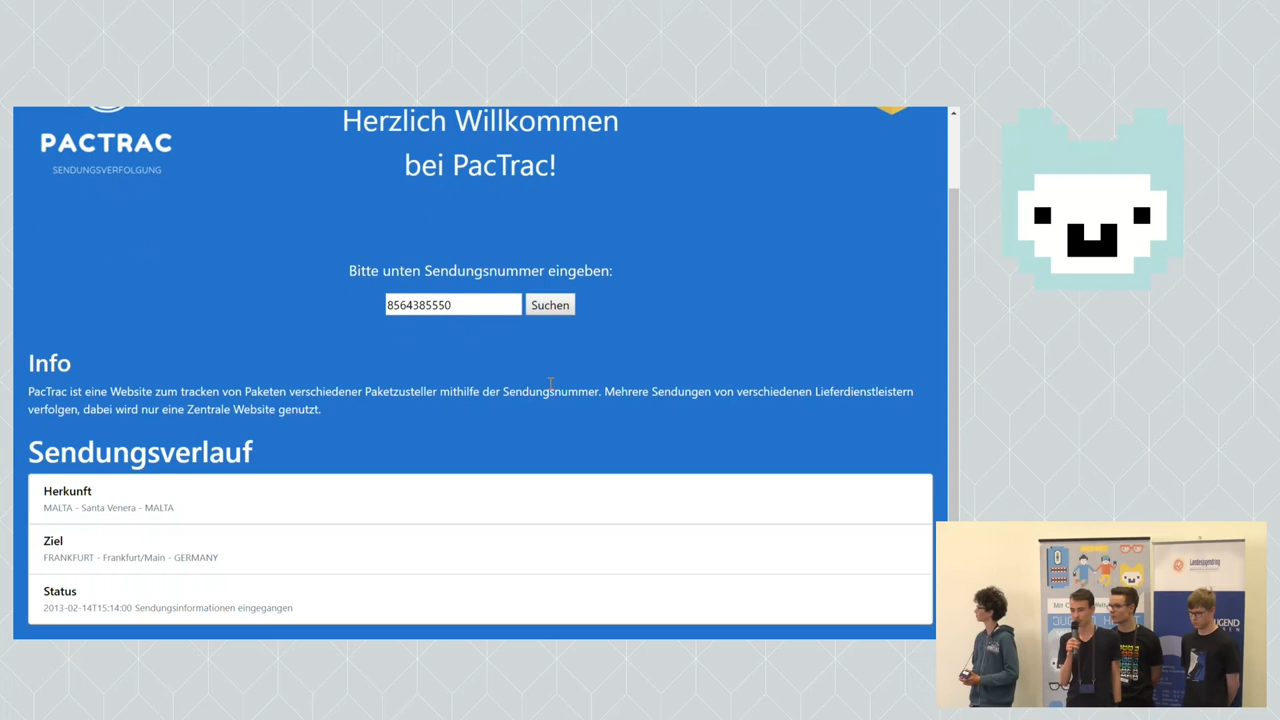 Herzlich Willkommen
bei PacTrac!
PACTRAC
SENDUNGSVERFOLGUNG
Bitte unten Sendungsnummer eingeben:
8564385550
Suchen
Info
PacTrac ist eine Website zum tracken von Paketen verschiedener Paketzusteller mithilfe der Sendungsnummer. Mehrere Sendungen von verschiedenen Lieferdienstleistern
verfolgen, dabei wird nur eine Zentrale Website genutzt.
Sendungsverlauf
Herkunft
MALTA - Santa Venera - MALTA
Ziel
FRANKFURT - Frankfurt/Main - GERMANY
Status
2013-02-14T15:14:00 Sendungsinformationen eingegangen
Landesjugendring